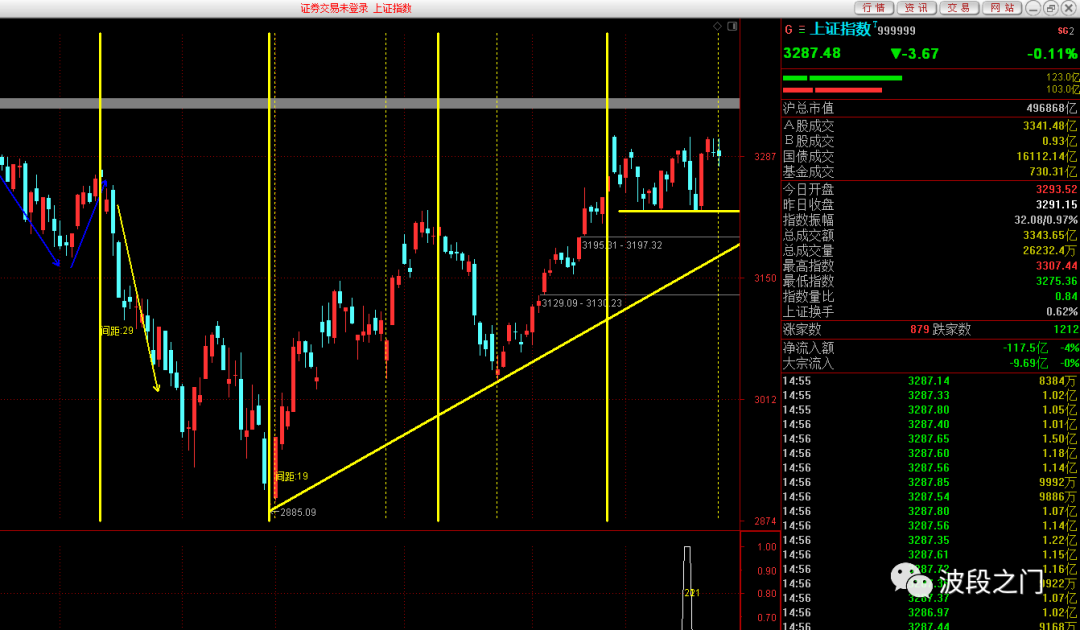 证券交易未登录 上证指数
行情 资讯 交易 网站
G 上证指数 999999
SG2
3287.48 ▼-3.67 -0.11%
123.0亿
103.0亿
沪总市值 496868亿
A股成交 3341.48亿
B股成交 0.93亿
国债成交 16112.14亿
基金成交 730.31亿
今日开盘 3293.52
昨日收盘 3291.15
指数振幅 32.08/0.97%
总成交额 3343.65亿
总成交量 26232.4万
最高指数 3307.44
最低指数 3275.36
指数量比 0.84
上证换手 0.62%
涨家数 879 跌家数 1212
净流入额 -117.5亿 -4%
大宗流入 -9.69亿 -0%
14:55 3287.14 8384万
14:55 3287.33 1.02亿
14:55 3287.80 1.05亿
14:56 3287.40 1.01亿
14:56 3287.65 1.50亿
14:56 3287.60 1.18亿
14:56 3287.56 1.14亿
14:56 3287.85 9992万
14:56 3287.54 9886万
14:56 3287.80 1.07亿
14:56 3287.56 1.14亿
14:56 3287.35 1.22亿
14:56 3287.61 1.15亿
14:56 1.16亿
14:56 9922万
14:56 3287.37 1.07亿
14:56 3286.97 1.02亿
14:56 3287.44 9168万
波段之门
3287
3150
3012
2874
1.00
0.90
0.80
0.70
3195.31 - 3197.32
3129.09 - 3130.23
间距:29
间距:19
2885.09